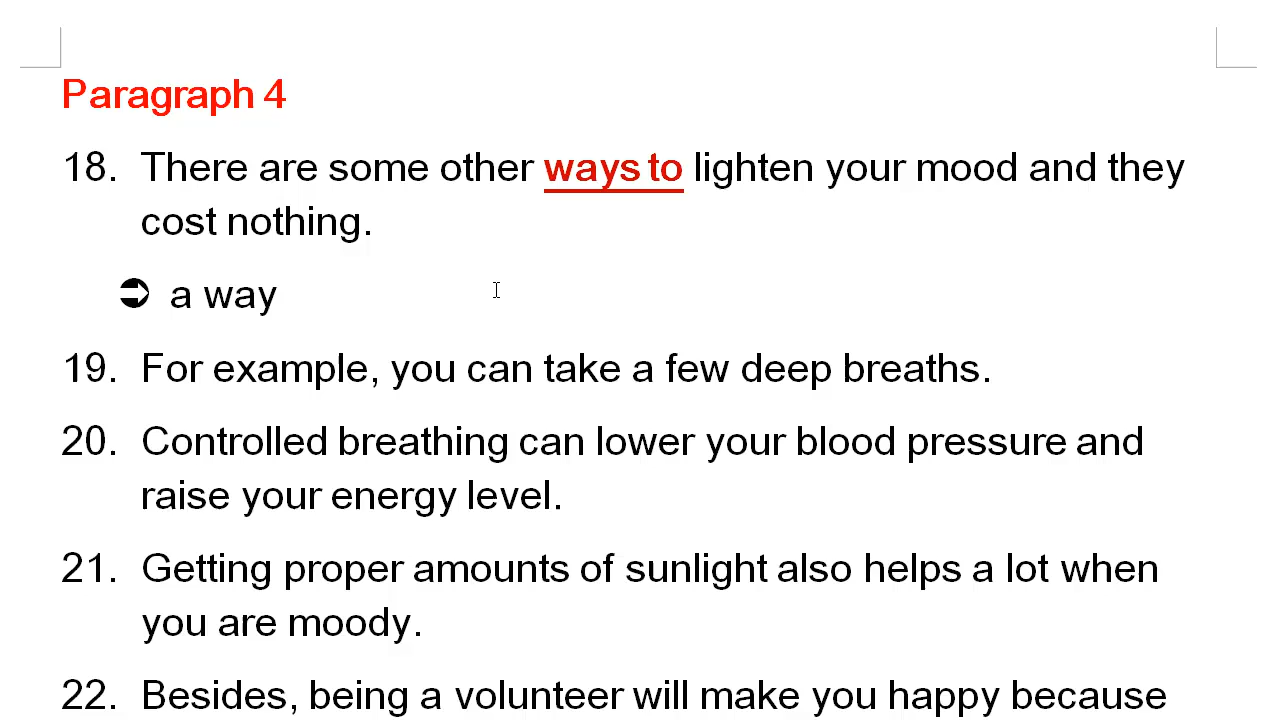 Paragraph 4
18. There are some other ways to lighten your mood and they
cost nothing.
➲ a way
19. For example, you can take a few deep breaths.
20. Controlled breathing can lower your blood pressure and
raise your energy level.
21. Getting proper amounts of sunlight also helps a lot when
you are moody.
22. Besides, being a volunteer will make you happy because